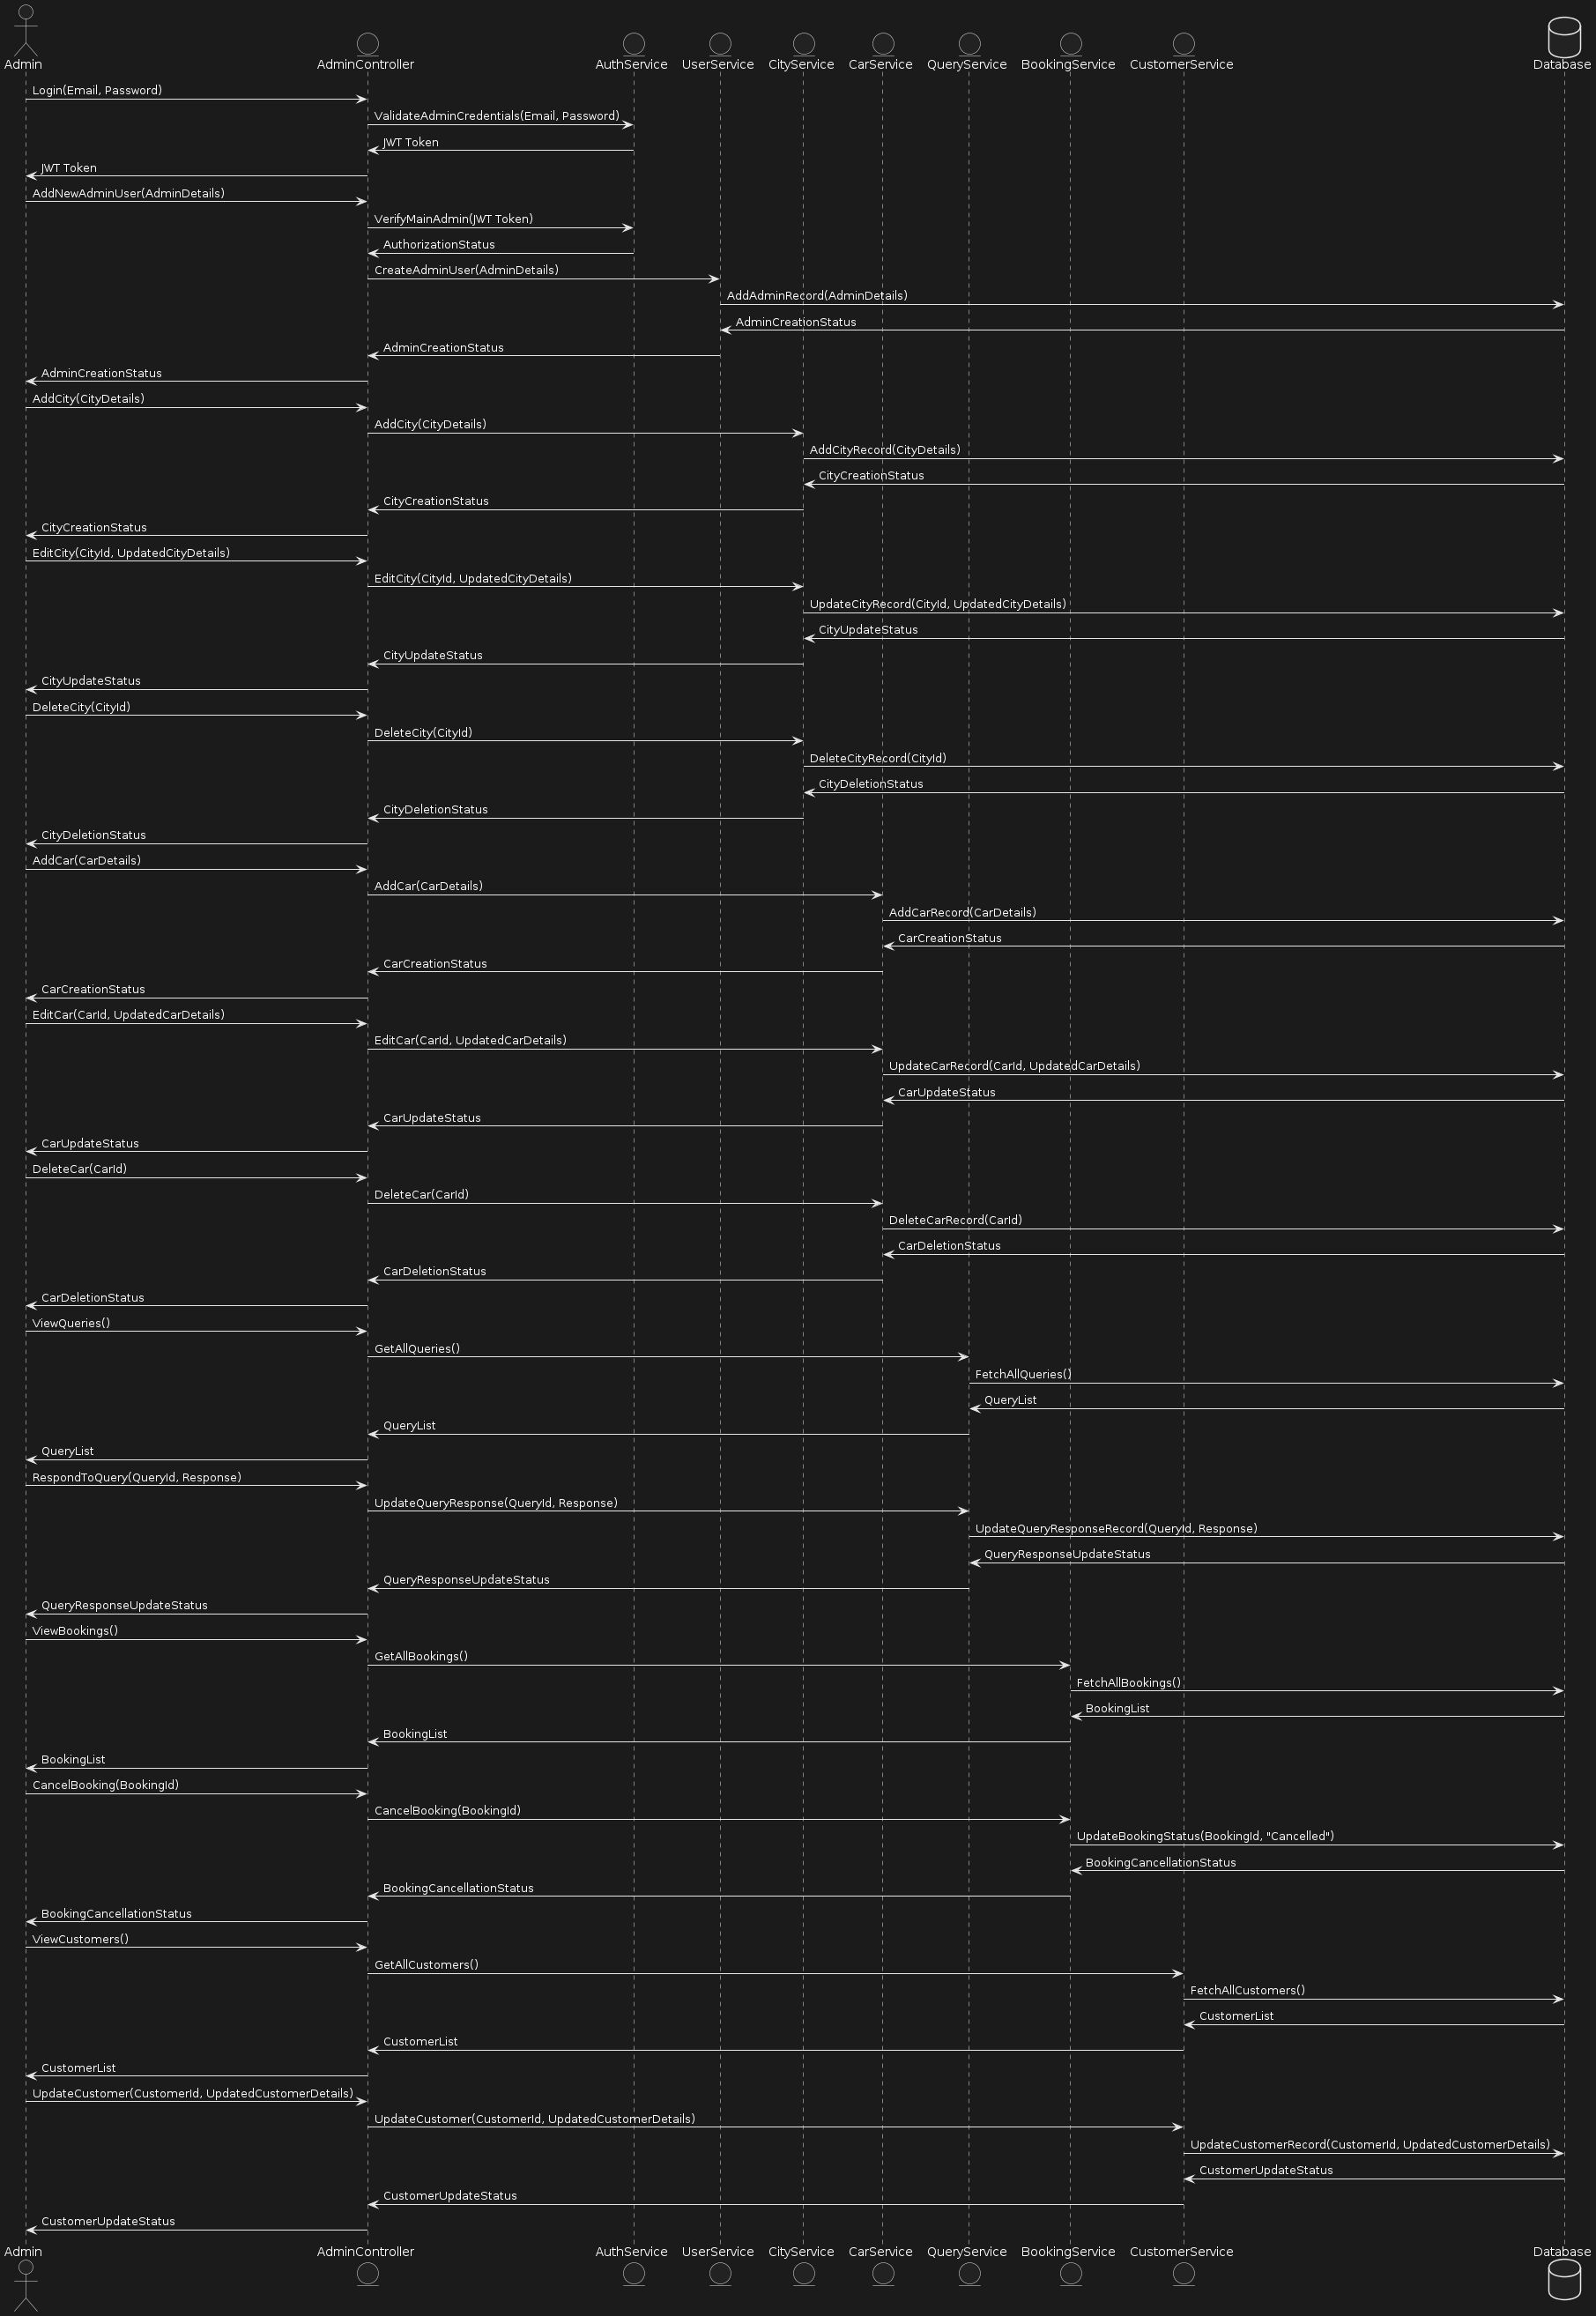 Admin
AdminController
AuthService
UserService
CityService
CarService
QueryService
BookingService
CustomerService
Database
Login(Email, Password)
ValidateAdminCredentials(Email, Password)
JWT Token
JWT Token
AddNewAdminUser(AdminDetails)
VerifyMainAdmin(JWT Token)
AuthorizationStatus
CreateAdminUser(AdminDetails)
AddAdminRecord(AdminDetails)
AdminCreationStatus
AdminCreationStatus
AdminCreationStatus
AddCity(CityDetails)
AddCity(CityDetails)
AddCityRecord(CityDetails)
CityCreationStatus
CityCreationStatus
CityCreationStatus
EditCity(CityId, UpdatedCityDetails)
EditCity(CityId, UpdatedCityDetails)
UpdateCityRecord(CityId, UpdatedCityDetails)
CityUpdateStatus
CityUpdateStatus
CityUpdateStatus
DeleteCity(CityId)
DeleteCity(CityId)
DeleteCityRecord(CityId)
CityDeletionStatus
CityDeletionStatus
CityDeletionStatus
AddCar(CarDetails)
AddCar(CarDetails)
AddCarRecord(CarDetails)
CarCreationStatus
CarCreationStatus
CarCreationStatus
EditCar(CarId, UpdatedCarDetails)
EditCar(CarId, UpdatedCarDetails)
UpdateCarRecord(CarId, UpdatedCarDetails)
CarUpdateStatus
CarUpdateStatus
CarUpdateStatus
DeleteCar(CarId)
DeleteCar(CarId)
DeleteCarRecord(CarId)
CarDeletionStatus
CarDeletionStatus
CarDeletionStatus
ViewQueries()
GetAllQueries()
FetchAllQueries()
QueryList
QueryList
QueryList
RespondToQuery(QueryId, Response)
UpdateQueryResponse(QueryId, Response)
UpdateQueryResponseRecord(QueryId, Response)
QueryResponseUpdateStatus
QueryResponseUpdateStatus
QueryResponseUpdateStatus
ViewBookings()
GetAllBookings()
FetchAllBookings()
BookingList
BookingList
BookingList
CancelBooking(BookingId)
CancelBooking(BookingId)
UpdateBookingStatus(BookingId, "Cancelled")
BookingCancellationStatus
BookingCancellationStatus
BookingCancellationStatus
ViewCustomers()
GetAllCustomers()
FetchAllCustomers()
CustomerList
CustomerList
CustomerList
UpdateCustomer(CustomerId, UpdatedCustomerDetails)
UpdateCustomer(CustomerId, UpdatedCustomerDetails)
UpdateCustomerRecord(CustomerId, UpdatedCustomerDetails)
CustomerUpdateStatus
CustomerUpdateStatus
CustomerUpdateStatus
Admin
AdminController
AuthService
UserService
CityService
CarService
QueryService
BookingService
CustomerService
Database